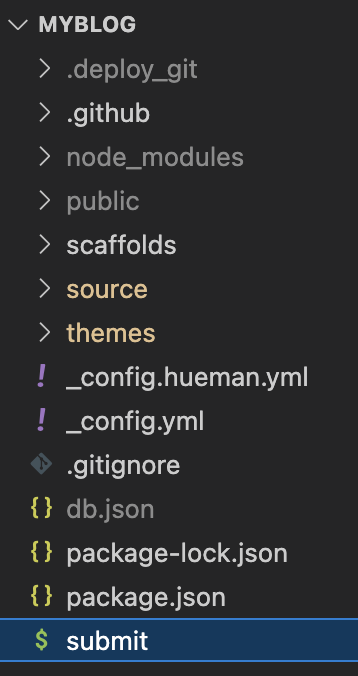 MYBLOG
.deploy_git
.github
node_modules
public
scaffolds
source
themes
! _config.hueman.yml
! _config.yml
.gitignore
{} db.json
{} package-lock.json
{} package.json
$ submit